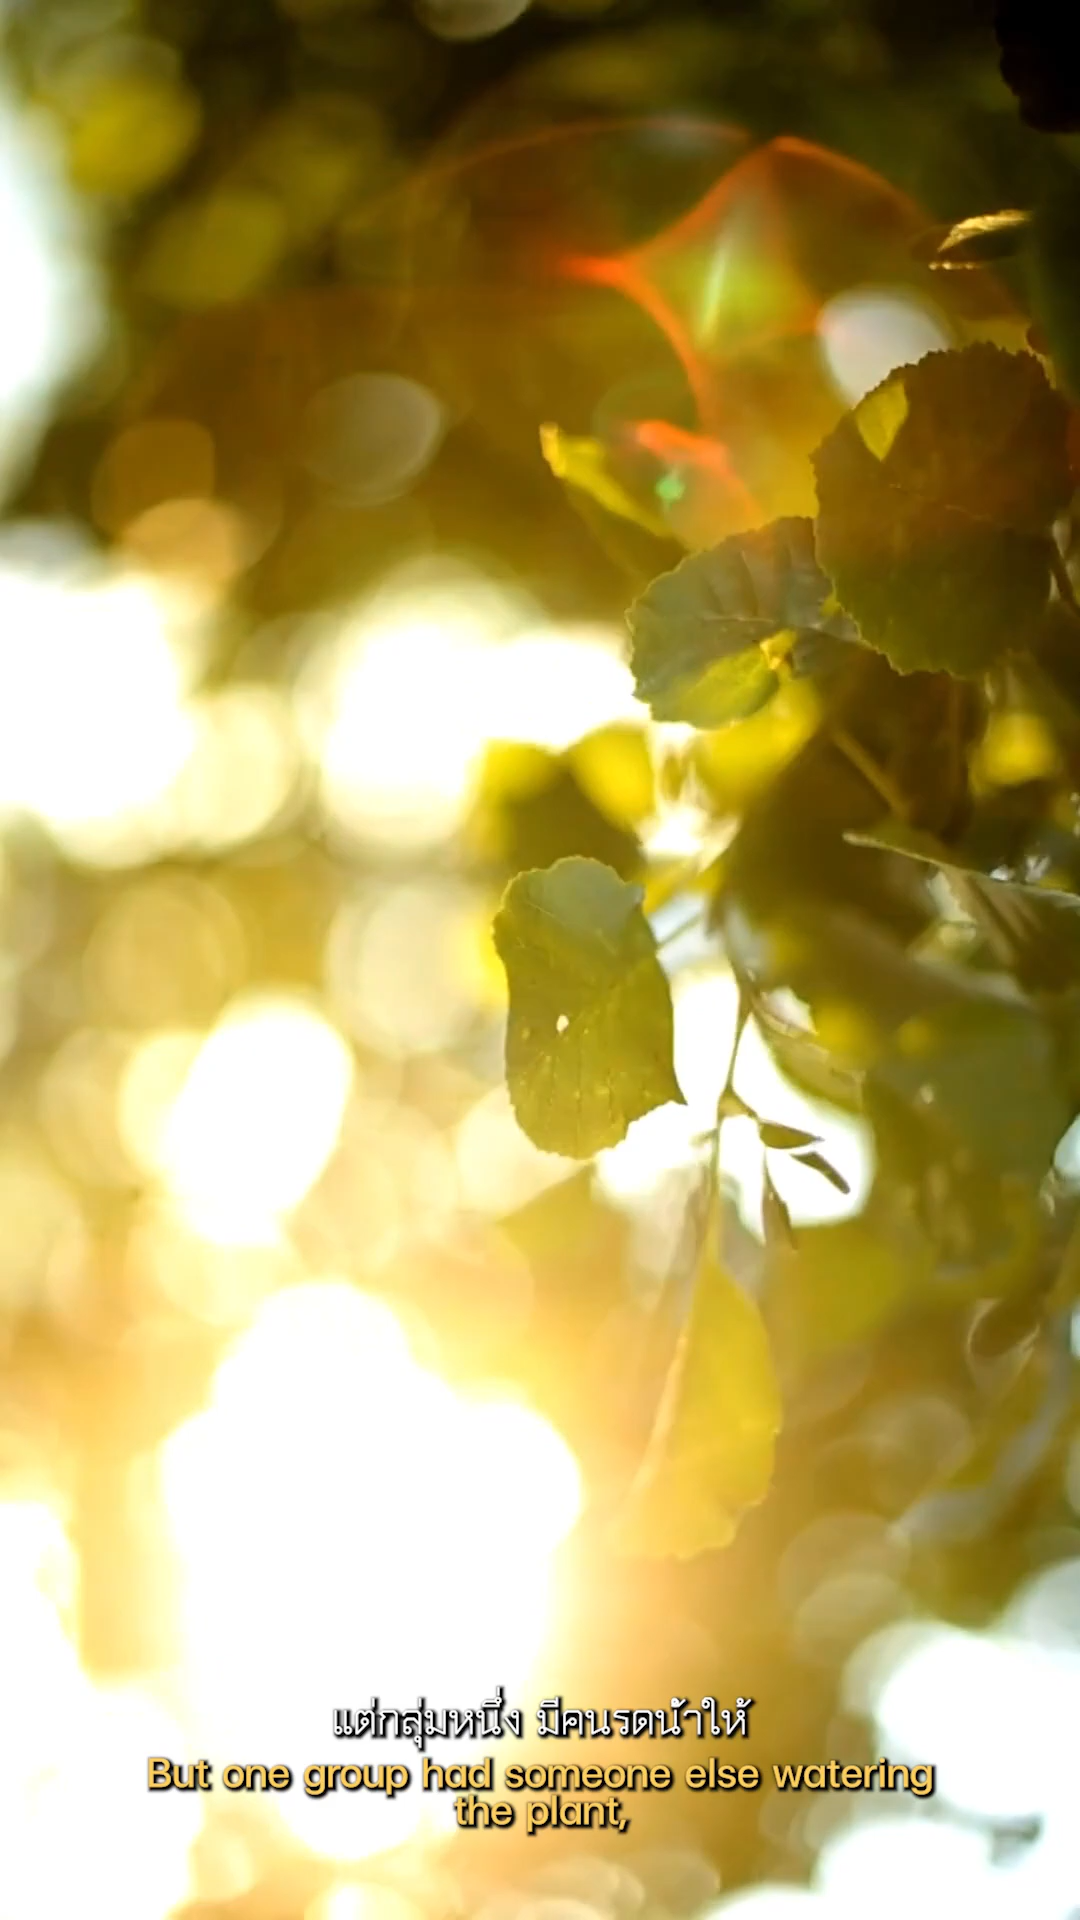 แต่กลุ่มหนึ่ง มีคนรดน้ำให้
But one group had someone else watering
the plant,